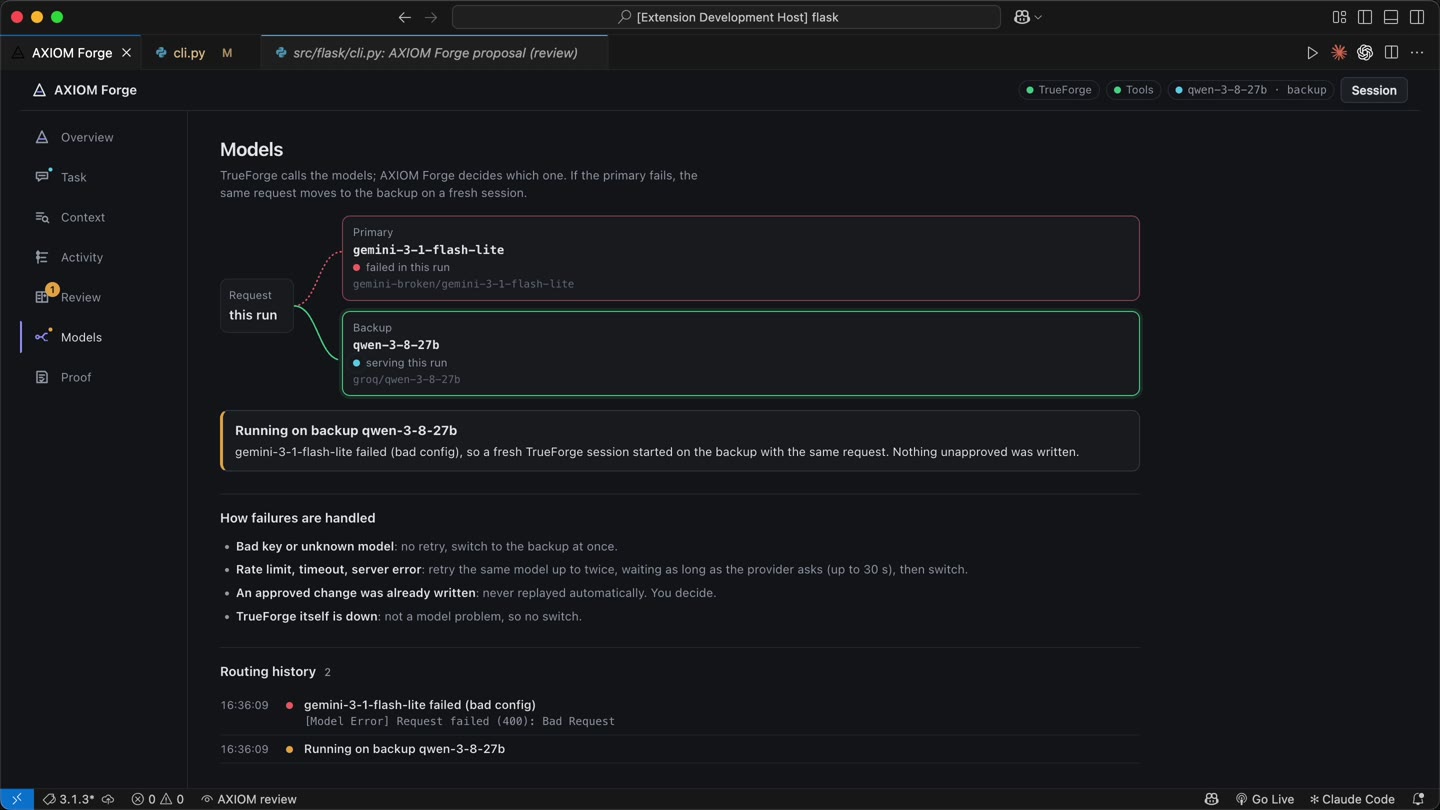 [Extension Development Host] flask
AXIOM Forge
cli.py M
src/flask/cli.py: AXIOM Forge proposal (review)
AXIOM Forge
TrueForge
Tools
qwen-3-8-27b · backup
Session
Overview
Task
Context
Activity
1
Review
Models
Proof
Models
TrueForge calls the models; AXIOM Forge decides which one. If the primary fails, the
same request moves to the backup on a fresh session.
Request
this run
Primary
gemini-3-1-flash-lite
failed in this run
gemini-broken/gemini-3-1-flash-lite
Backup
qwen-3-8-27b
serving this run
groq/qwen-3-8-27b
Running on backup qwen-3-8-27b
gemini-3-1-flash-lite failed (bad config), so a fresh TrueForge session started on the backup with the same request. Nothing unapproved was written.
How failures are handled
• Bad key or unknown model: no retry, switch to the backup at once.
• Rate limit, timeout, server error: retry the same model up to twice, waiting as long as the provider asks (up to 30 s), then switch.
• An approved change was already written: never replayed automatically. You decide.
• TrueForge itself is down: not a model problem, so no switch.
Routing history 2
16:36:09 gemini-3-1-flash-lite failed (bad config)
[Model Error] Request failed (400): Bad Request
16:36:09 Running on backup qwen-3-8-27b
3.1.3* 0 0 AXIOM review Go Live Claude Code